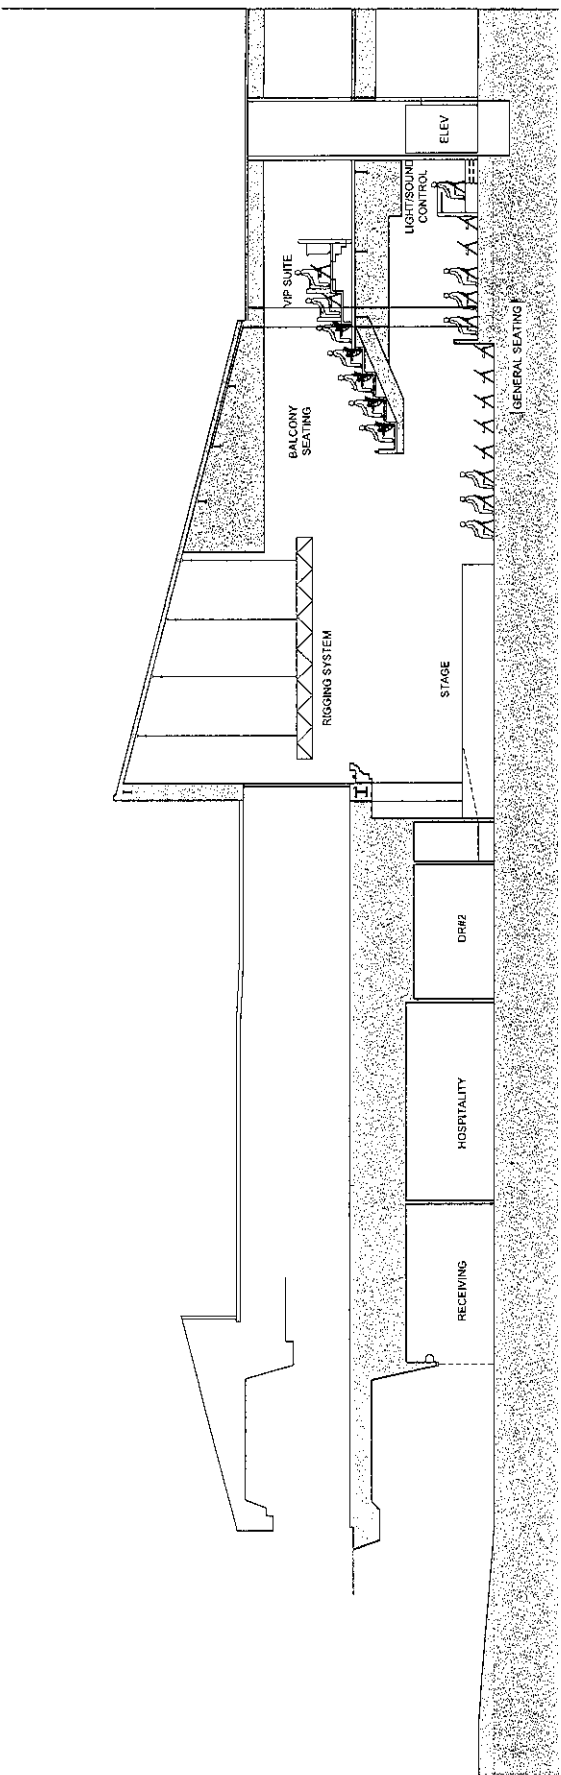 RECEIVING
HOSPITALITY
DR#2
STAGE
RIGGING SYSTEM
BALCONY
SEATING
VIP SUITE
LIGHT/SOUND
CONTROL
ELEV
GENERAL SEATING